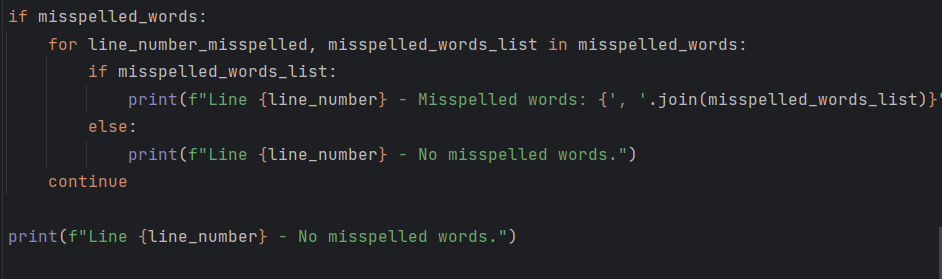 if misspelled_words:
for line_number_misspelled, misspelled_words_list in misspelled_words:
if misspelled_words_list:
print(f"Line {line_number} - Misspelled words: {', '.join(misspelled_words_list)}"
else:
print(f"Line {line_number} - No misspelled words.")
continue
print(f"Line {line_number} - No misspelled words.")